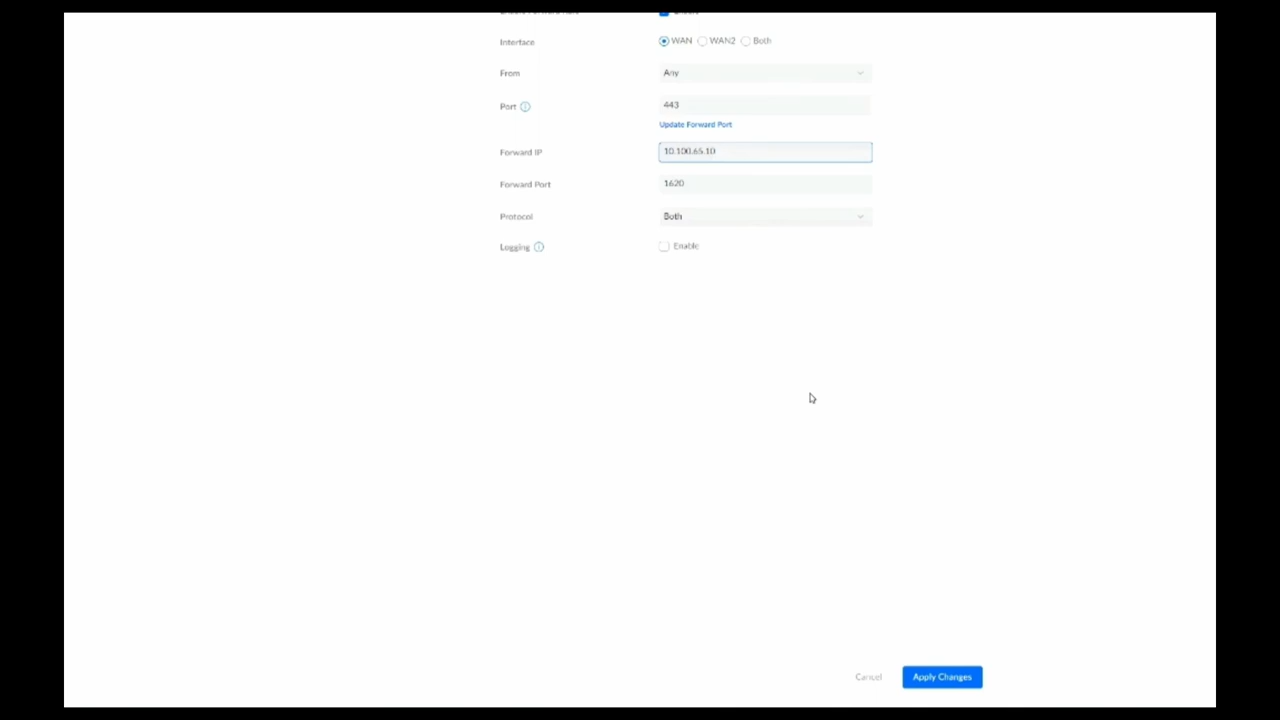 Interface
WAN WAN2 Both
From
Any
Port
443
Update Forward Port
Forward IP
10.100.65.10
Forward Port
1620
Protocol
Both
Logging
Enable
Cancel
Apply Changes